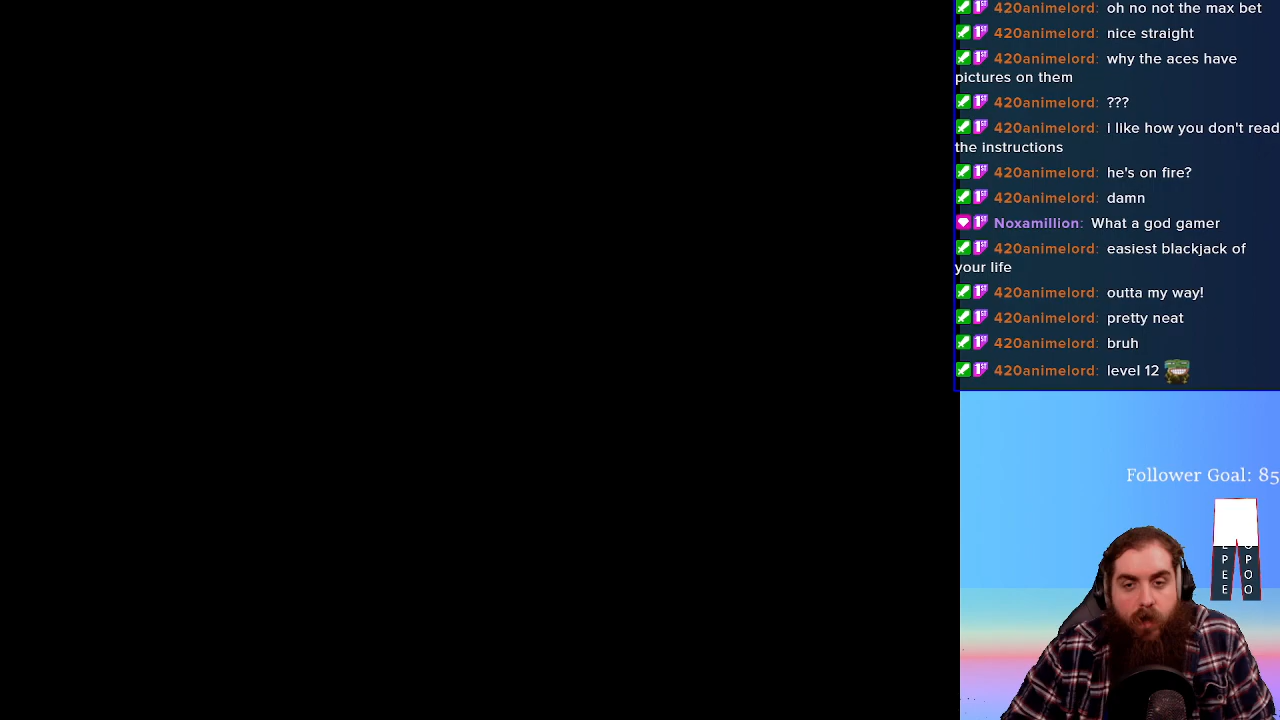 420animelord: oh no not the max bet
420animelord: nice straight
420animelord: why the aces have
pictures on them
420animelord: ???
420animelord: I like how you don't read
the instructions
420animelord: he's on fire?
420animelord: damn
Noxamillion: What a god gamer
420animelord: easiest blackjack of
your life
420animelord: outta my way!
420animelord: pretty neat
420animelord: bruh
420animelord: level 12
Follower Goal: 85
P P
E O
E O